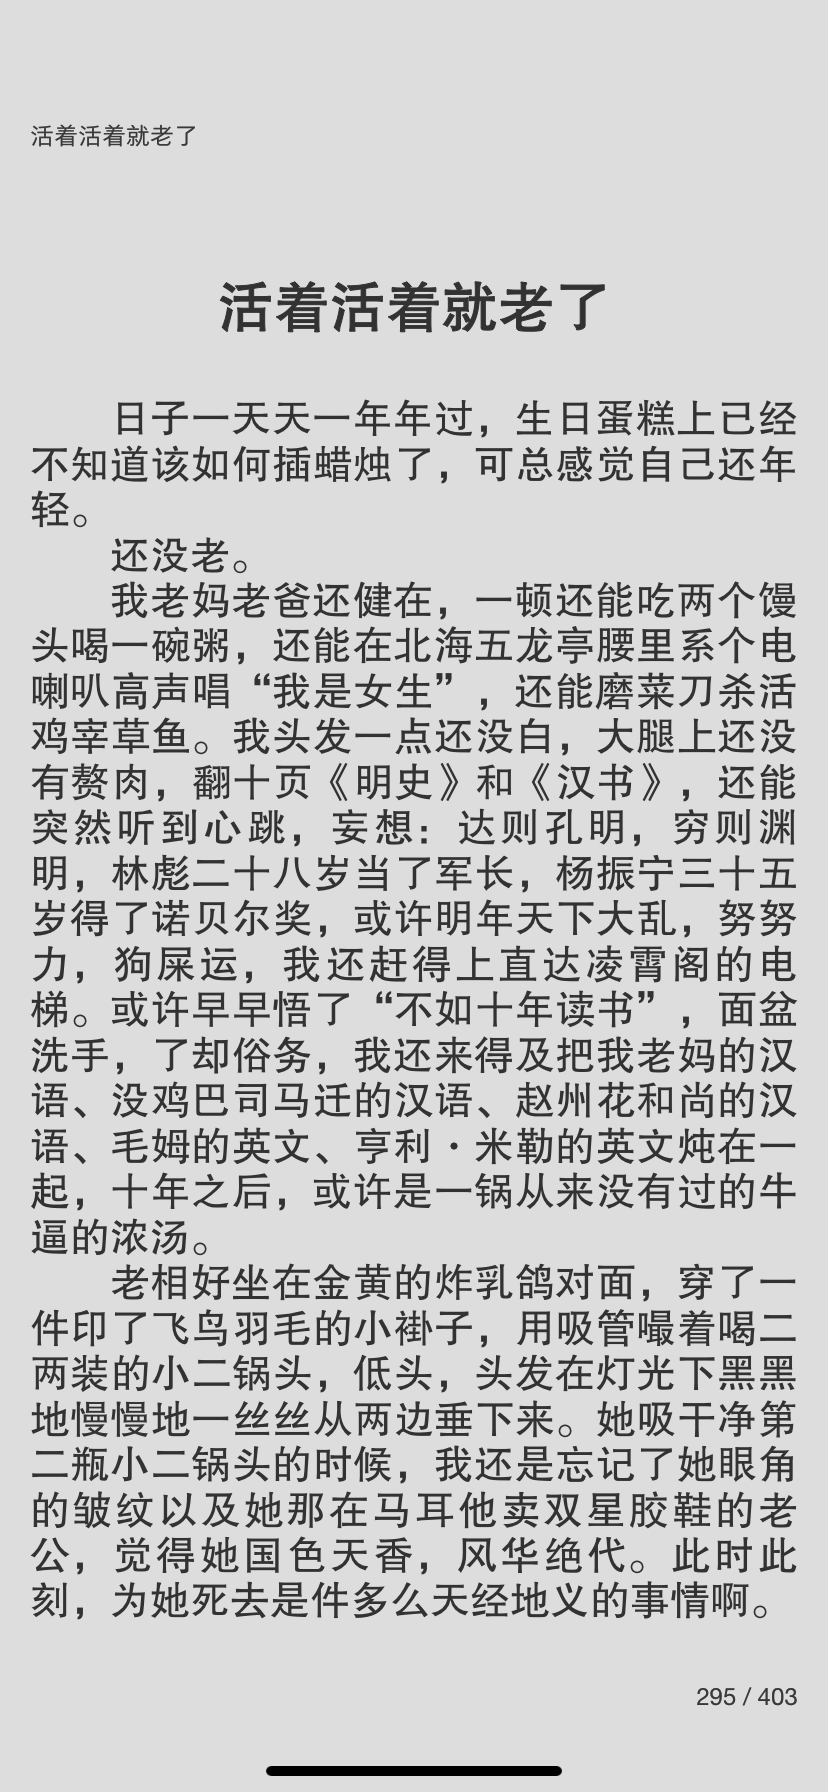 活着活着就老了
活着活着就老了
日子一天天一年年过，生日蛋糕上已经
不知道该如何插蜡烛了，可总感觉自己还年
轻。
还没老。
我老妈老爸还健在，一顿还能吃两个馒
头喝一碗粥，还能在北海五龙亭腰里系个电
喇叭高声唱“我是女生”，还能磨菜刀杀活
鸡宰草鱼。我头发一点还没白，大腿上还没
有赘肉，翻十页《明史》和《汉书》，还能
突然听到心跳，妄想：达则孔明，穷则渊
明，林彪二十八岁当了军长，杨振宁三十五
岁得了诺贝尔奖，或许明年天下大乱，努努
力，狗屎运，我还赶得上直达凌霄阁的电
梯。或许早早悟了“不如十年读书”，面盆
洗手，了却俗务，我还来得及把我老妈的汉
语、没鸡巴司马迁的汉语、赵州花和尚的汉
语、毛姆的英文、亨利·米勒的英文炖在一
起，十年之后，或许是一锅从来没有过的牛
逼的浓汤。
老相好坐在金黄的炸乳鸽对面，穿了一
件印了飞鸟羽毛的小褂子，用吸管嘬着喝二
两装的小二锅头，低头，头发在灯光下黑黑
地慢慢地一丝丝从两边垂下来。她吸干净第
二瓶小二锅头的时候，我还是忘记了她眼角
的皱纹以及她那在马耳他卖双星胶鞋的老
公，觉得她国色天香，风华绝代。此时此
刻，为她死去是件多么天经地义的事情啊。
295 / 403